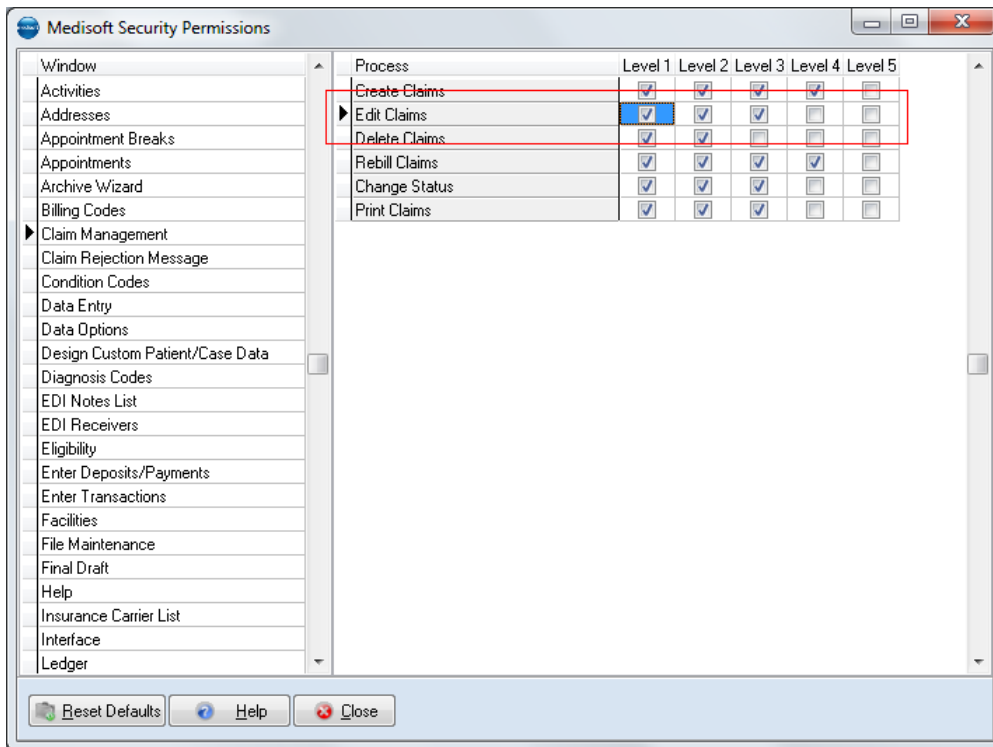 Medisoft Security Permissions
Window
Activities
Addresses
Appointment Breaks
Appointments
Archive Wizard
Billing Codes
Claim Management
Claim Rejection Message
Condition Codes
Data Entry
Data Options
Design Custom Patient/Case Data
Diagnosis Codes
EDI Notes List
EDI Receivers
Eligibility
Enter Deposits/Payments
Enter Transactions
Facilities
File Maintenance
Final Draft
Help
Insurance Carrier List
Interface
Ledger
Process Level 1 Level 2 Level 3 Level 4 Level 5
Create Claims
Edit Claims
Delete Claims
Rebill Claims
Change Status
Print Claims
Reset Defaults Help Close